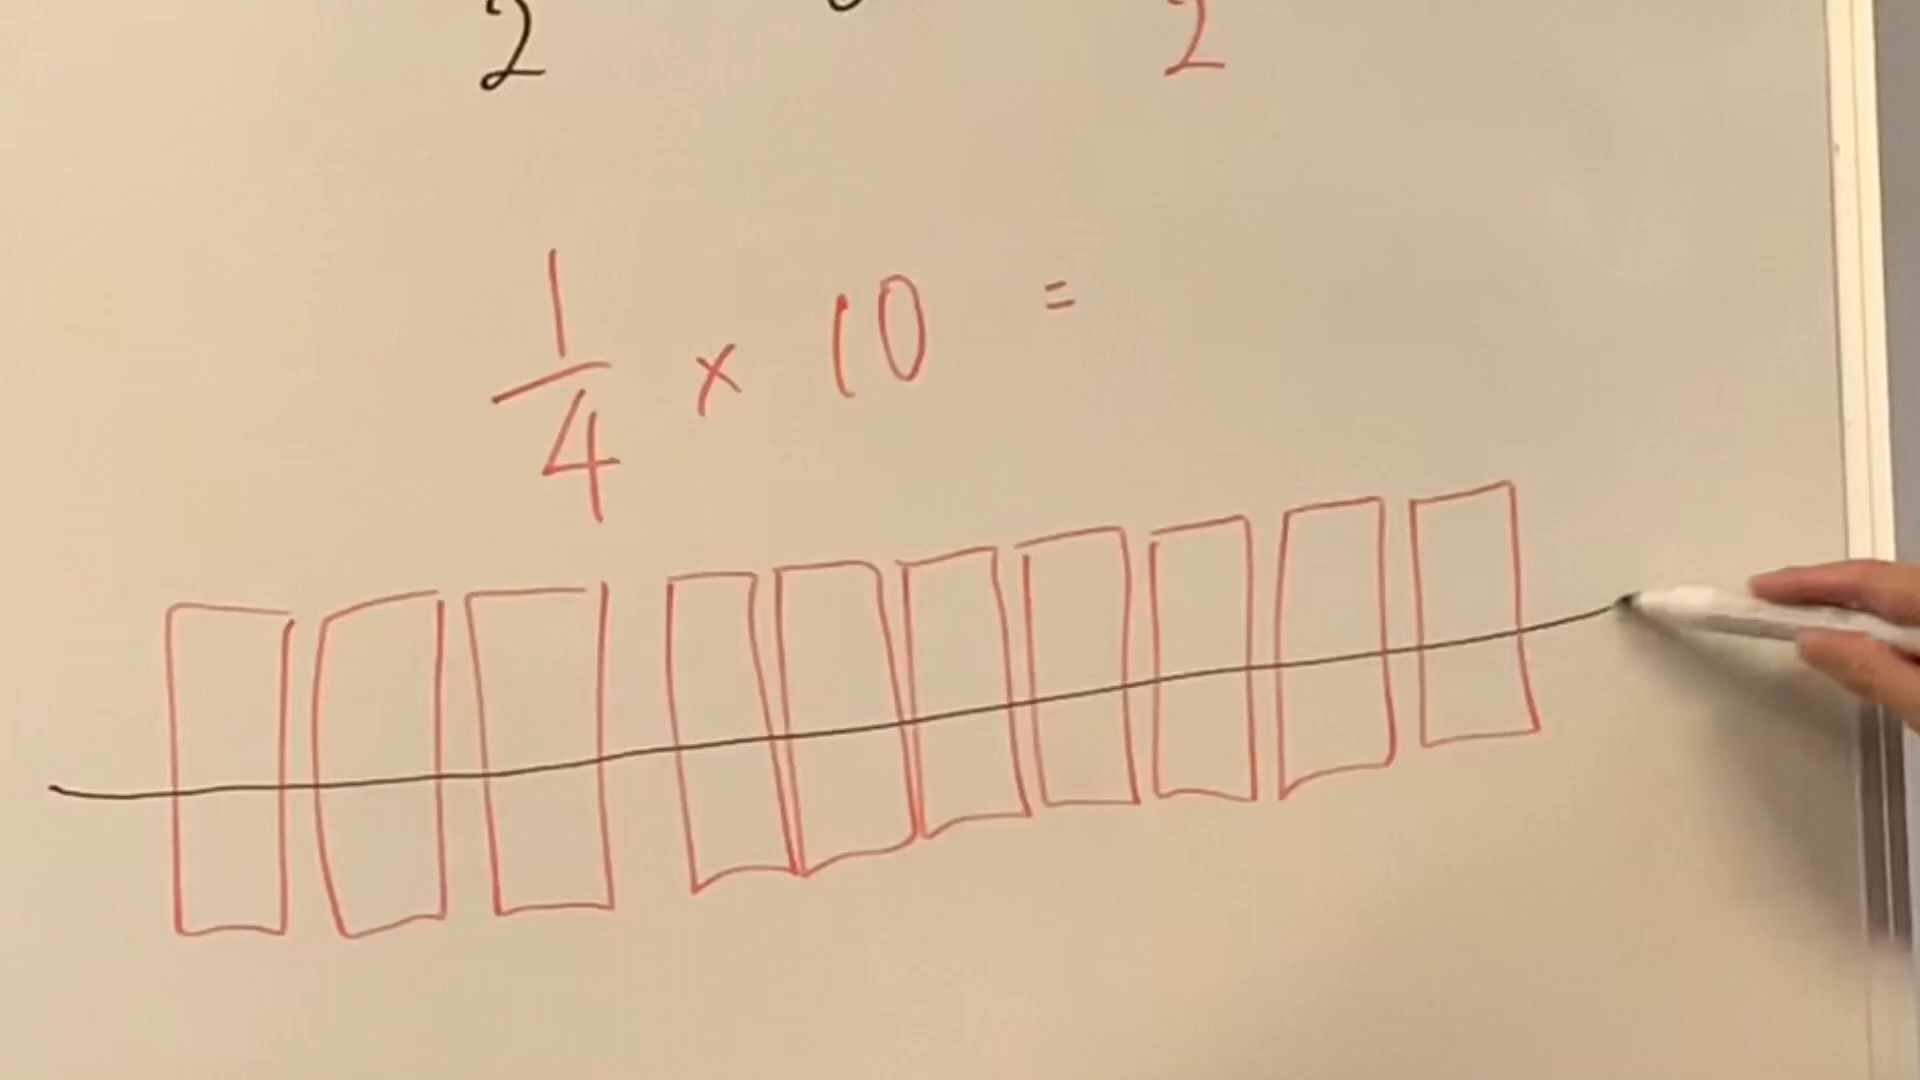 2 2
1/4 × 10 =